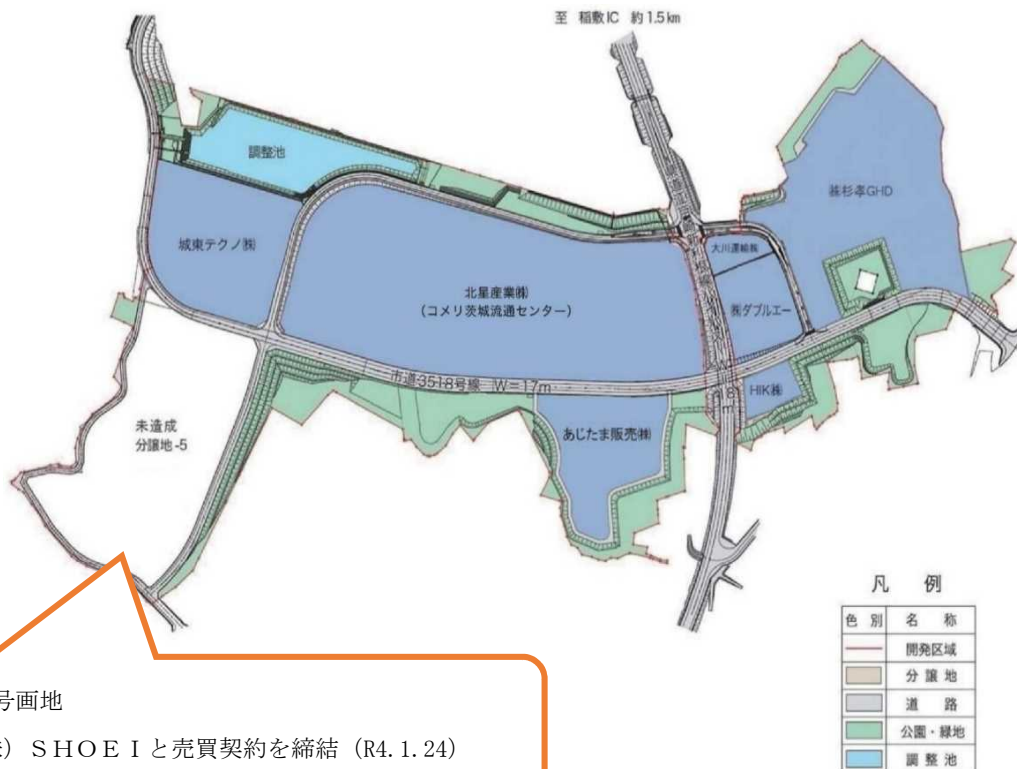 至 稲敷IC 約1.5km
調整池
㈱杉孝GHD
城東テクノ㈱
大川運輸㈱
北星産業㈱
(コメリ茨城流通センター)
㈱ダブルエー
市道3518号線 W=17m
HIK㈱
未造成
分譲地-5
あじたま販売㈱
凡 例
色 別 名 称
開発区域
分 譲 地
道 路
公園・緑地
調 整 池
号画地
）ＳＨＯＥＩと売買契約を締結（R4.1.24）